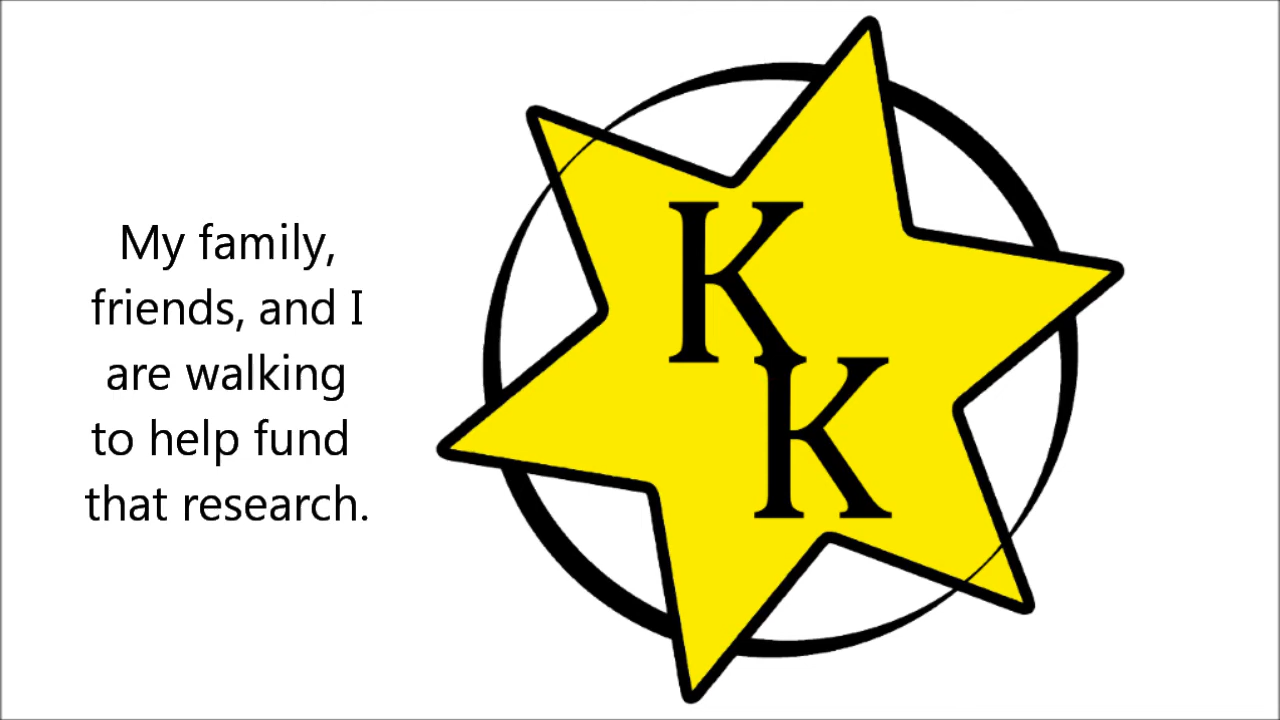 My family,
friends, and I
are walking
to help fund
that research.
K
K